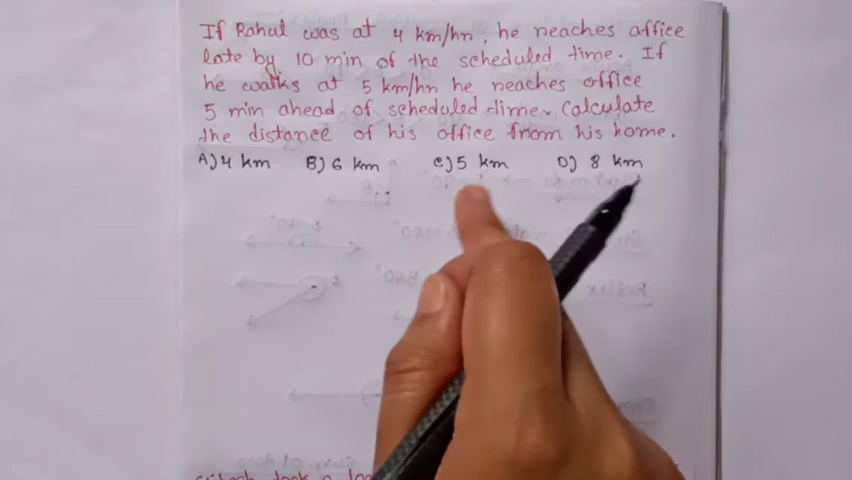 If Rahul was at 4 km/hr, he reaches office
late by 10 min of the scheduled time. If
he walks at 5 km/hr he reaches office
5 min ahead of scheduled time. Calculate
the distance of his office from his home.
A) 4 km B) 6 km C) 5 km D) 8 km